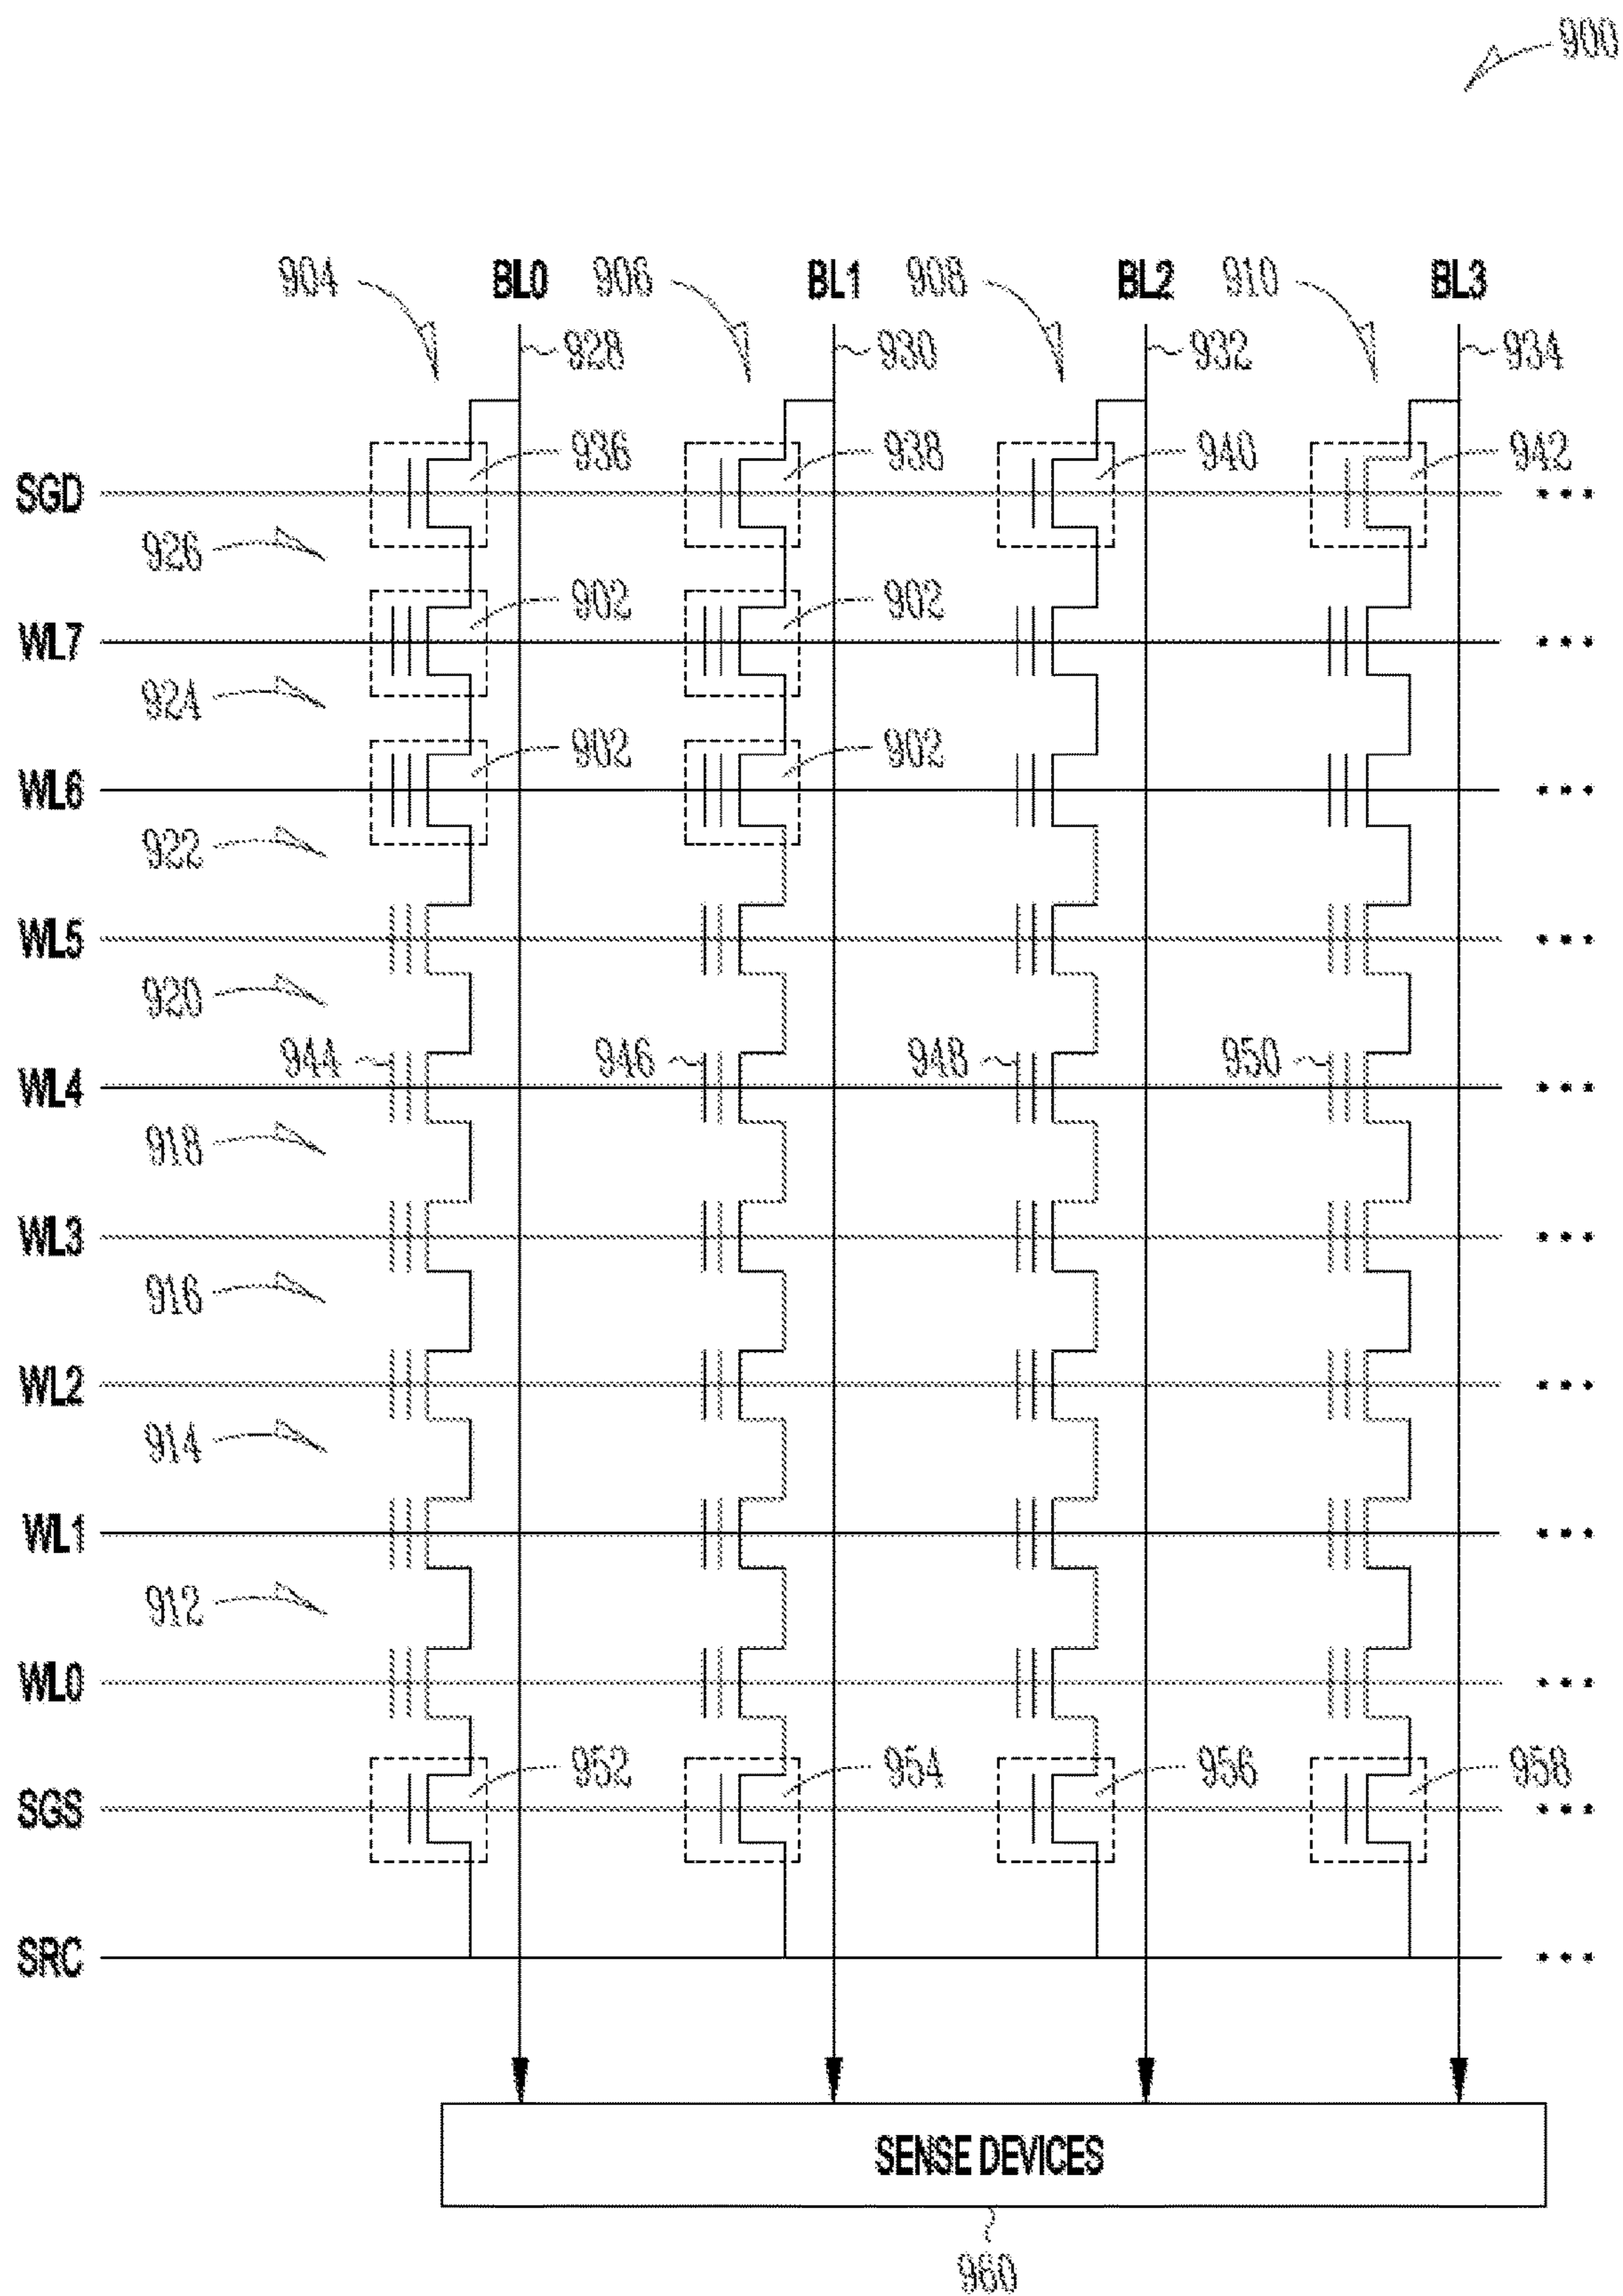 900
904 BL0 906 BL1 908 BL2 910 BL3
928 930 932 934
SGD 936 938 940 942 •••
926
WL7 902 902 •••
924
WL6 902 902 •••
922
WL5 •••
920
WL4 944 946 948 950 •••
918
WL3 •••
916
WL2 •••
914
WL1 •••
912
WL0 •••
SGS 952 954 956 958 •••
SRC •••
SENSE DEVICES
960